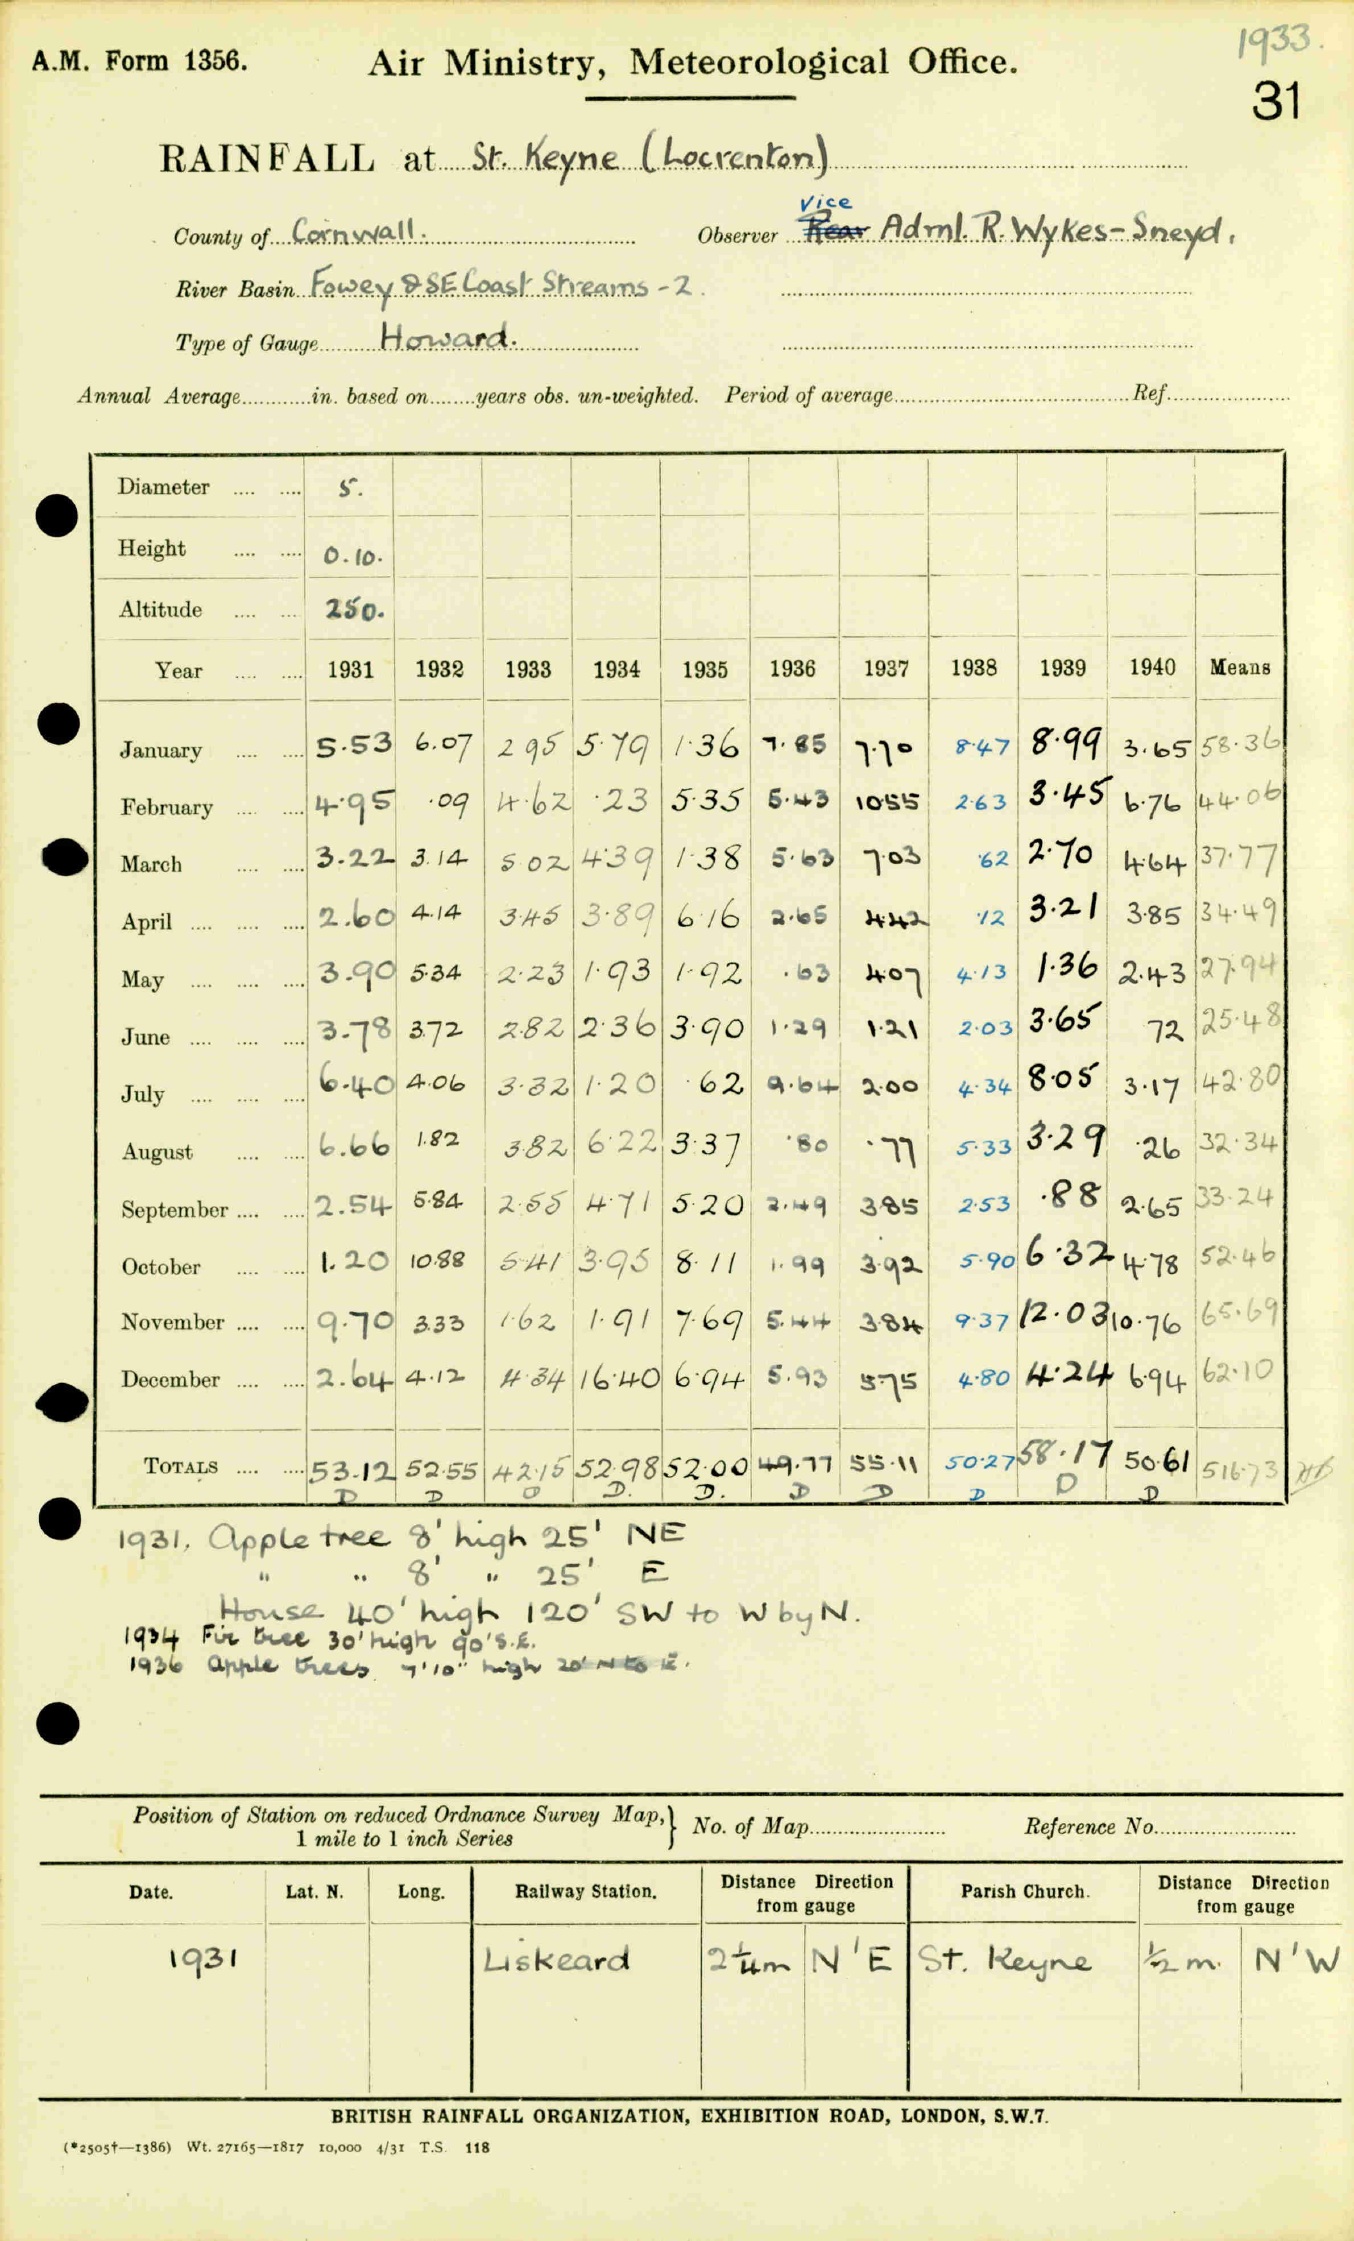 1933.
A.M. Form 1356. Air Ministry, Meteorological Office.
31
RAINFALL at St. Keyne (Locrenton)
Vice
County of Cornwall. Observer Rear Adml. R. Wykes-Sneyd.
River Basin Fowey & SE Coast Streams - 2.
Type of Gauge Howard.
Annual Average in. based on years obs. un-weighted. Period of average Ref.
Diameter 5.
Height 0.10.
Altitude 250.
Year 1931 1932 1933 1934 1935 1936 1937 1938 1939 1940 Means
January 5.53 6.07 2 95 5.79 1.36 7.85 7.70 8.47 8.99 3.65 58.36
February 4.95 .09 4.62 .23 5.35 5.43 10.55 2.63 3.45 6.76 44.06
March 3.22 3.14 5 02 4.39 1.38 5.63 7.03 .62 2.70 4.64 37.77
April 2.60 4.14 3.45 3.89 6.16 2.65 4.42 .12 3.21 3.85 34.49
May 3.90 5.34 2.23 1.93 1.92 .63 4.07 4.13 1.36 2.43 27.94
June 3.78 3.72 2.82 2.36 3.90 1.29 1.21 2.03 3.65 72 25.48
July 6.40 4.06 3.32 1.20 .62 9.64 2.00 4.34 8.05 3.17 42.80
August 6.66 1.82 3.82 6.22 3.37 .80 .77 5.33 3.29 .26 32.34
September 2.54 5.84 2.55 4.71 5.20 2.49 3.85 2.53 .88 2.65 33.24
October 1.20 10.88 5.41 3.95 8.11 1.99 3.92 5.90 6.32 4.78 52.46
November 9.70 3.33 1.62 1.91 7.69 5.44 3.84 9.37 12.03 10.76 65.69
December 2.64 4.12 4.34 16.40 6.94 5.93 5.75 4.80 4.24 6.94 62.10
TOTALS 53.12 52.55 42.15 52.98 52.00 49.77 55.11 50.27 58.17 50.61 516.73
D D D D. D. D D D D D
1931. Apple tree 8' high 25' NE
" " 8' " 25' E
House 40' high 120' SW to W by N.
1934 Fir tree 30' high 90' S.E.
1936 Apple trees 7'10" high 20' N to E.
Position of Station on reduced Ordnance Survey Map, } No. of Map Reference No.
1 mile to 1 inch Series
Date. Lat. N. Long. Railway Station. Distance Direction from gauge Parish Church. Distance Direction from gauge
1931 Liskeard 2¼m N'E St. Keyne ½ m. N'W
BRITISH RAINFALL ORGANIZATION, EXHIBITION ROAD, LONDON, S.W.7.
(*2505†—1386) Wt. 27165—1817 10,000 4/31 T.S. 118